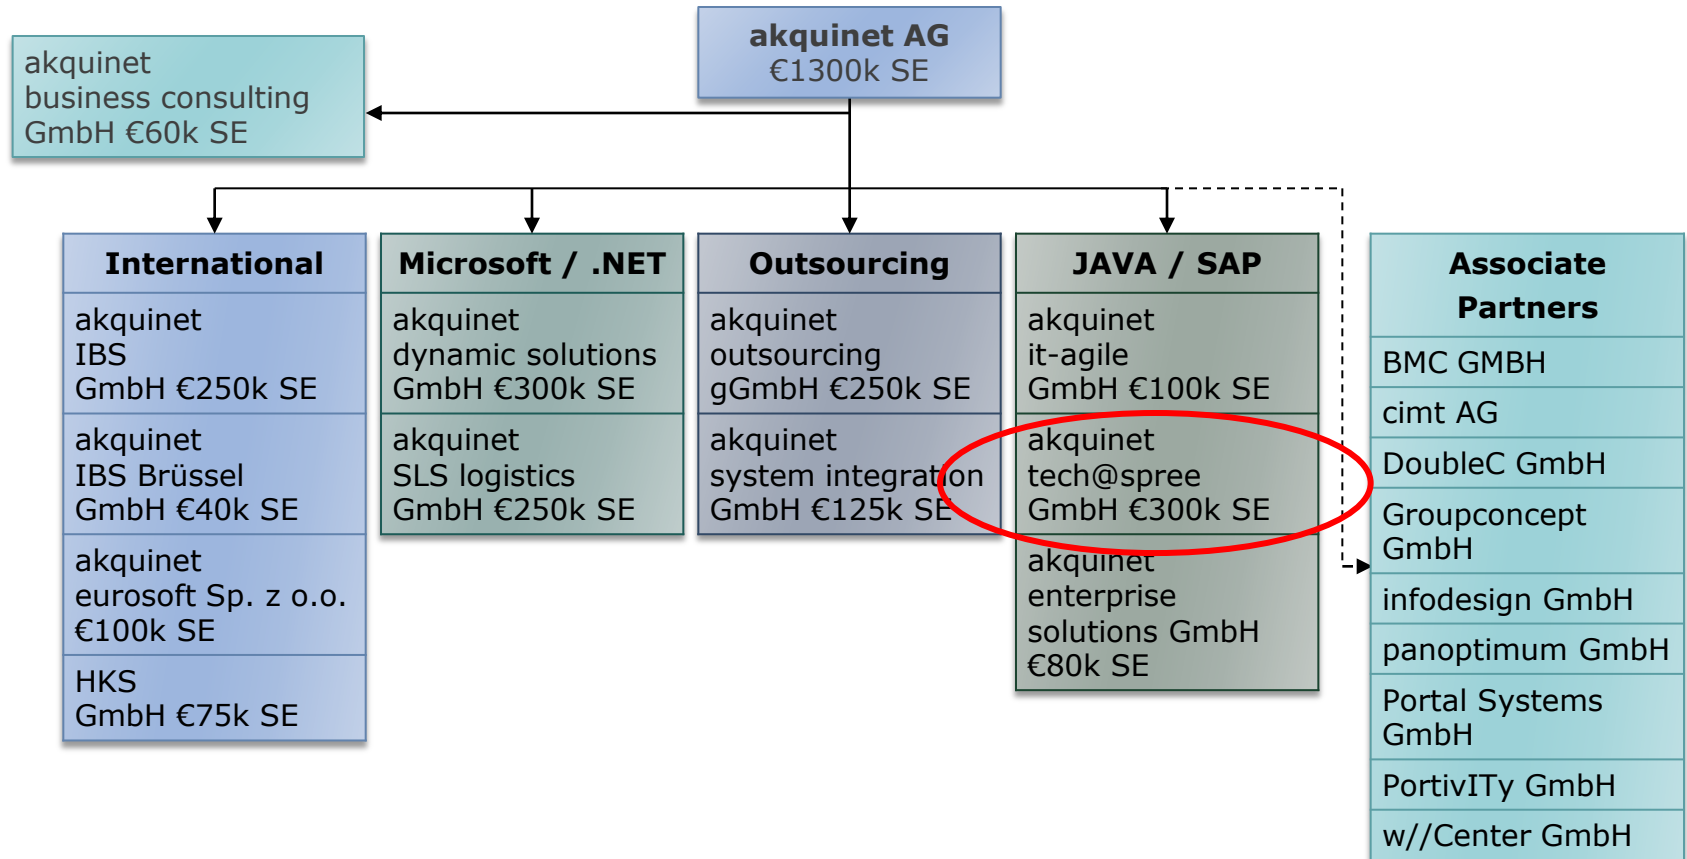 akquinet AG
€1300k SE
akquinet
business consulting
GmbH €60k SE
International
akquinet
IBS
GmbH €250k SE
akquinet
IBS Brüssel
GmbH €40k SE
akquinet
eurosoft Sp. z o.o.
€100k SE
HKS
GmbH €75k SE
Microsoft / .NET
akquinet
dynamic solutions
GmbH €300k SE
akquinet
SLS logistics
GmbH €250k SE
Outsourcing
akquinet
outsourcing
gGmbH €250k SE
akquinet
system integration
GmbH €125k SE
JAVA / SAP
akquinet
it-agile
GmbH €100k SE
akquinet
tech@spree
GmbH €300k SE
akquinet
enterprise
solutions GmbH
€80k SE
Associate
Partners
BMC GMBH
cimt AG
DoubleC GmbH
Groupconcept
GmbH
infodesign GmbH
panoptimum GmbH
Portal Systems
GmbH
PortivITy GmbH
w//Center GmbH